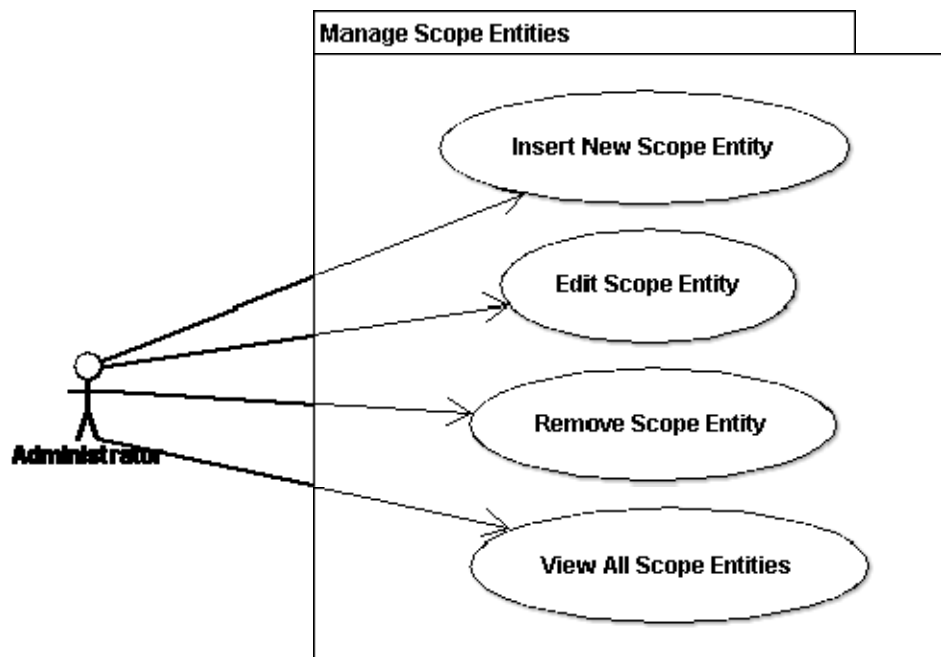 Manage Scope Entities
Insert New Scope Entity
Edit Scope Entity
Remove Scope Entity
Administrator
View All Scope Entities